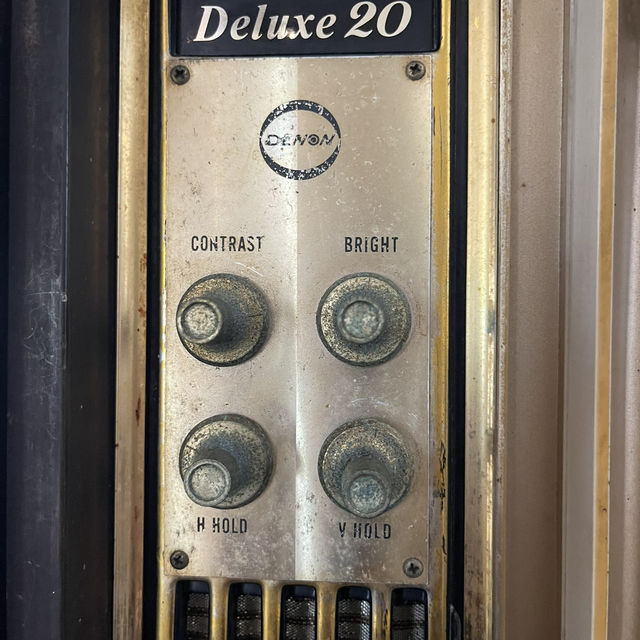 Deluxe 20
DENON
CONTRAST BRIGHT
H HOLD V HOLD